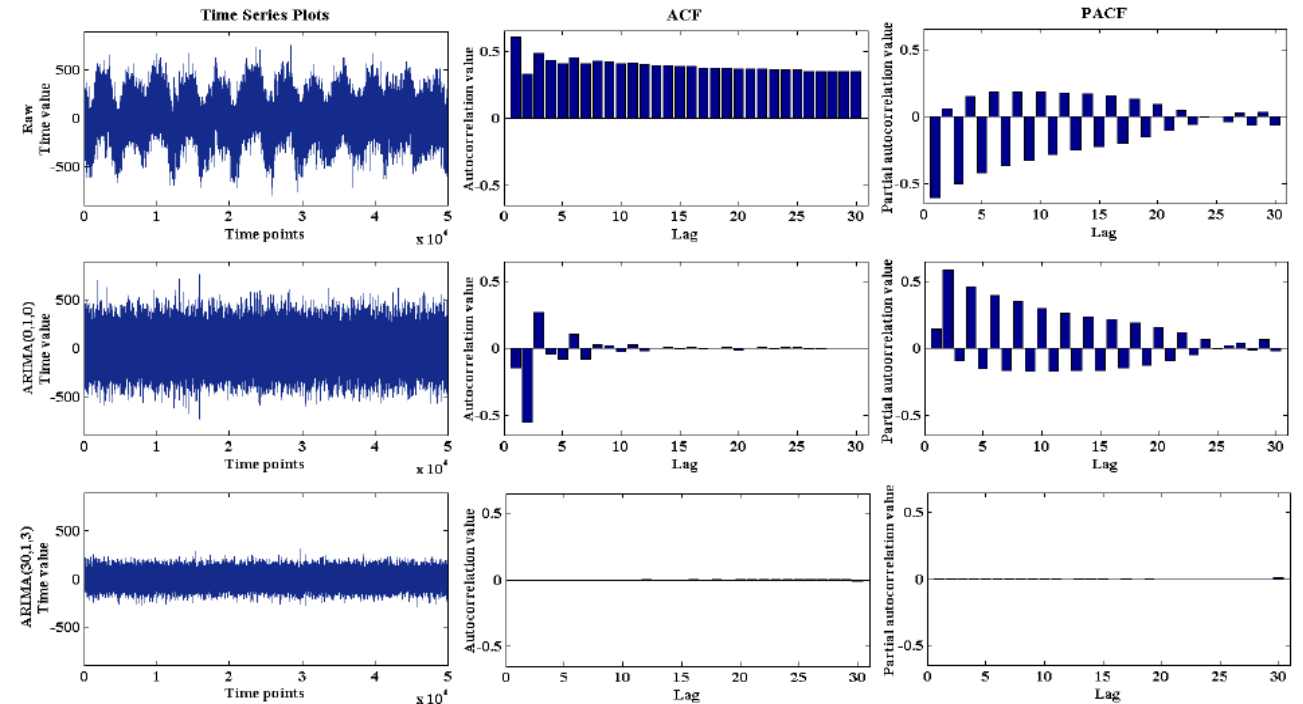 Time Series Plots
ACF
PACF
Raw
Time value
500
0
-500
0 1 2 3 4 5
Time points
x 10⁴
Autocorrelation value
0.5
0
-0.5
0 5 10 15 20 25 30
Lag
Partial autocorrelation value
0.5
0
-0.5
0 5 10 15 20 25 30
Lag
ARIMA(0,1,0)
Time value
500
0
-500
0 1 2 3 4 5
Time points
x 10⁴
Autocorrelation value
0.5
0
-0.5
0 5 10 15 20 25 30
Lag
Partial autoorrelation value
0.5
0
-0.5
0 5 10 15 20 25 30
Lag
ARIMA(30,1,3)
Time value
500
0
-500
0 1 2 3 4 5
Time points
x 10⁴
Autocorrelation value
0.5
0
-0.5
0 5 10 15 20 25 30
Lag
Partial autocorrelation value
0.5
0
-0.5
0 5 10 15 20 25 30
Lag